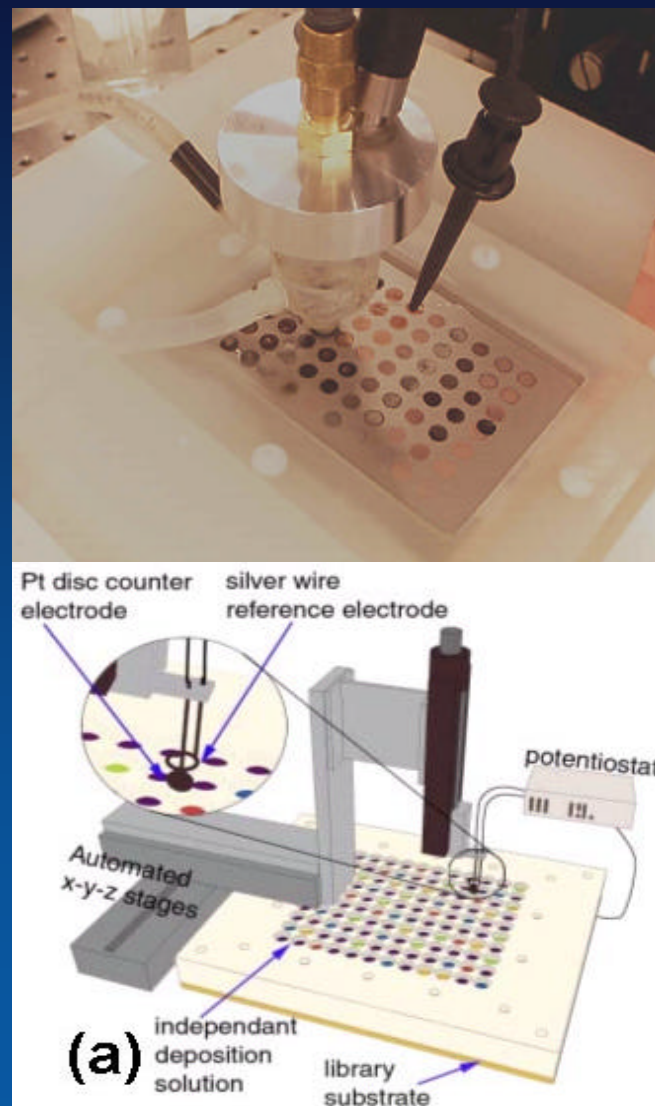 Pt disc counter
electrode
silver wire
reference electrode
potentiostat
Automated
x-y-z stages
(a)
independant
deposition
solution
library
substrate